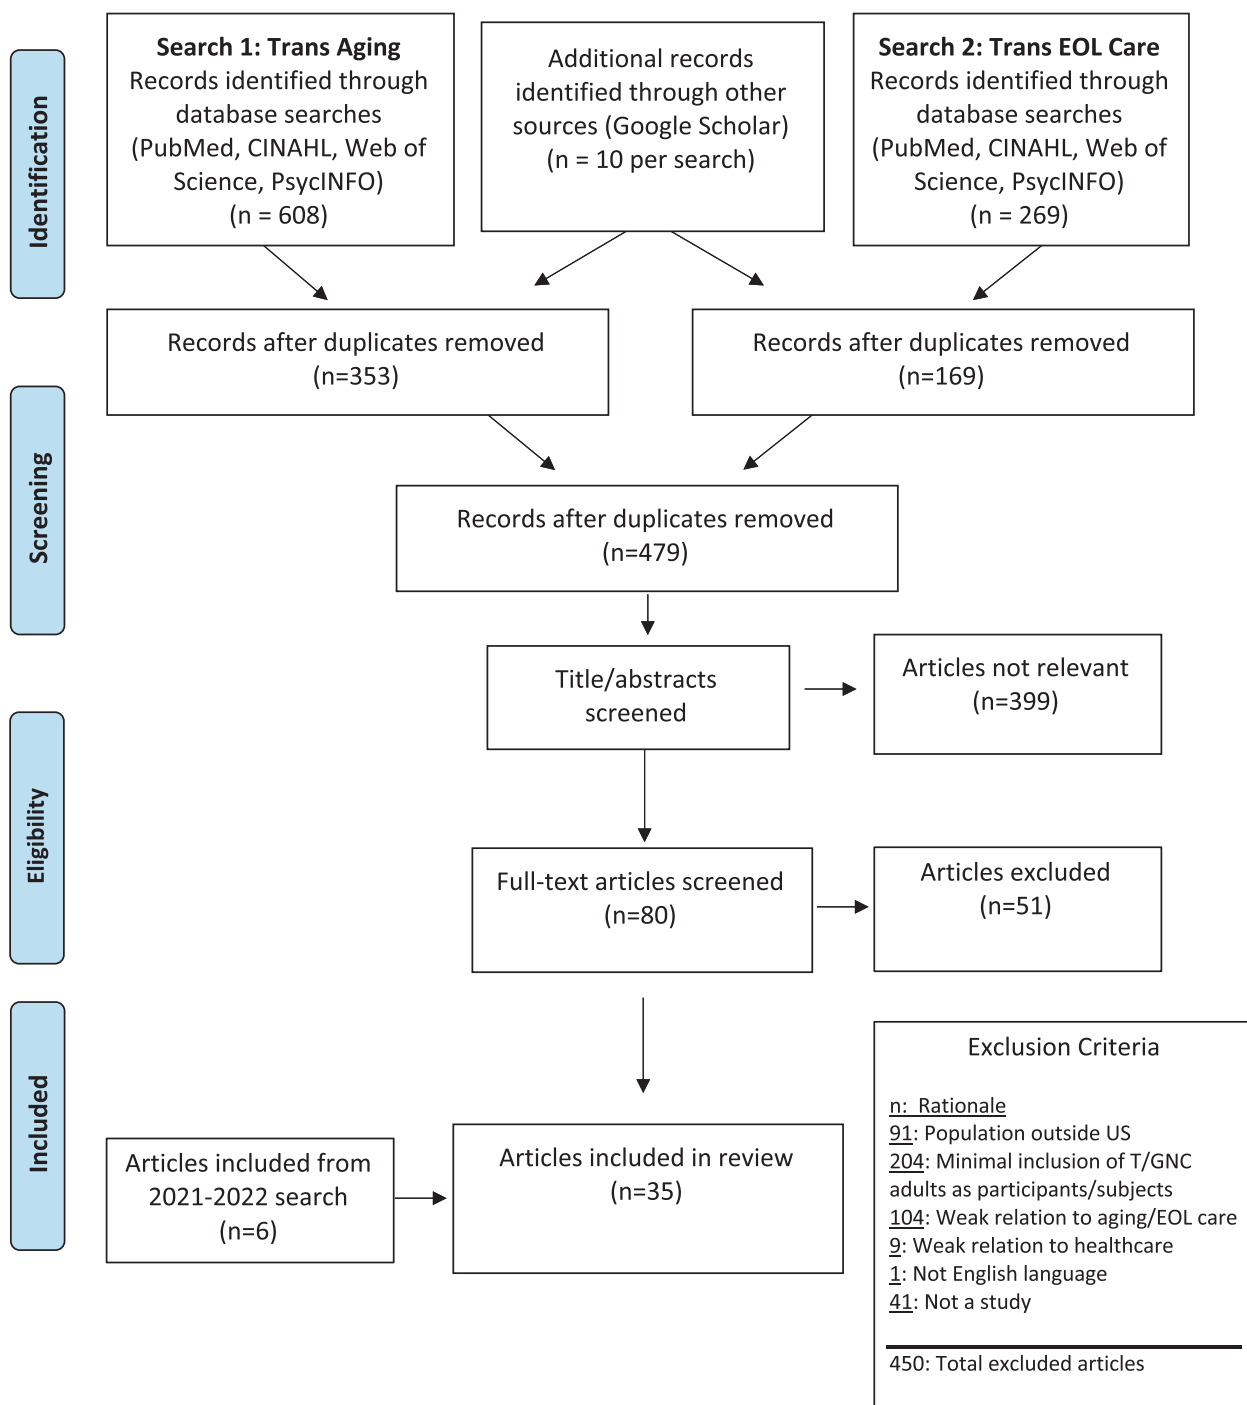 Identification
Search 1: Trans Aging
Records identified through
database searches
(PubMed, CINAHL, Web of
Science, PsycINFO)
(n = 608)
Additional records
identified through other
sources (Google Scholar)
(n = 10 per search)
Search 2: Trans EOL Care
Records identified through
database searches
(PubMed, CINAHL, Web of
Science, PsycINFO)
(n = 269)
Records after duplicates removed
(n=353)
Records after duplicates removed
(n=169)
Screening
Records after duplicates removed
(n=479)
Title/abstracts
screened
Articles not relevant
(n=399)
Eligibility
Full-text articles screened
(n=80)
Articles excluded
(n=51)
Included
Articles included from
2021-2022 search
(n=6)
Articles included in review
(n=35)
Exclusion Criteria
n: Rationale
91: Population outside US
204: Minimal inclusion of T/GNC
adults as participants/subjects
104: Weak relation to aging/EOL care
9: Weak relation to healthcare
1: Not English language
41: Not a study
450: Total excluded articles